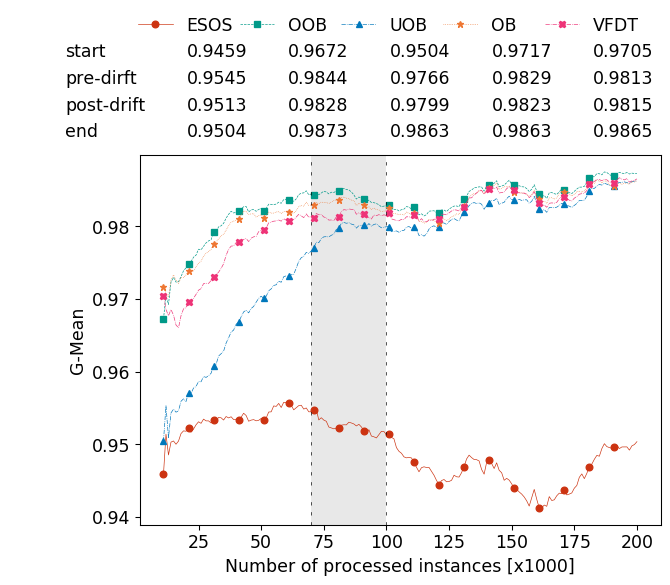 ESOS OOB UOB OB VFDT
start 0.9459 0.9672 0.9504 0.9717 0.9705
pre-dirft 0.9545 0.9844 0.9766 0.9829 0.9813
post-drift 0.9513 0.9828 0.9799 0.9823 0.9815
end 0.9504 0.9873 0.9863 0.9863 0.9865
G-Mean
0.98
0.97
0.96
0.95
0.94
25 50 75 100 125 150 175 200
Number of processed instances [x1000]